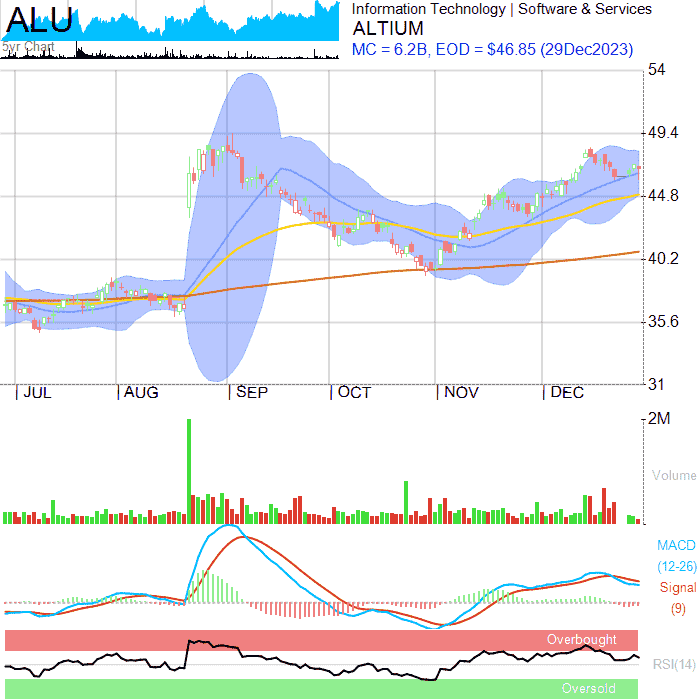 ALU
5yr Chart
Information Technology | Software & Services
ALTIUM
MC = 6.2B, EOD = $46.85 (29Dec2023)
54
49.4
44.8
40.2
35.6
31
JUL AUG SEP OCT NOV DEC
2M
Volume
MACD
(12-26)
Signal
(9)
Overbought
RSI(14)
Oversold